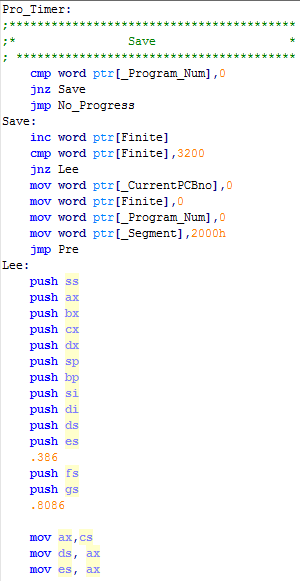 Pro_Timer:
;****************************************
;* Save *
; ***************************************
cmp word ptr[_Program_Num],0
jnz Save
jmp No_Progress
Save:
inc word ptr[Finite]
cmp word ptr[Finite],3200
jnz Lee
mov word ptr[_CurrentPCBno],0
mov word ptr[Finite],0
mov word ptr[_Program_Num],0
mov word ptr[_Segment],2000h
jmp Pre
Lee:
push ss
push ax
push bx
push cx
push dx
push sp
push bp
push si
push di
push ds
push es
.386
push fs
push gs
.8086
mov ax,cs
mov ds, ax
mov es, ax